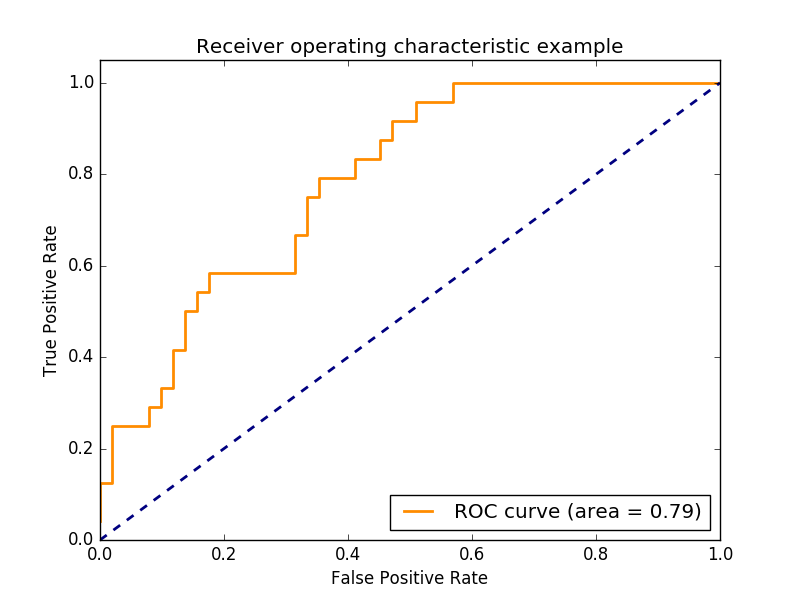 Receiver operating characteristic example
1.0
0.8
0.6
0.4
0.2
0.0
True Positive Rate
ROC curve (area = 0.79)
0.0 0.2 0.4 0.6 0.8 1.0
False Positive Rate